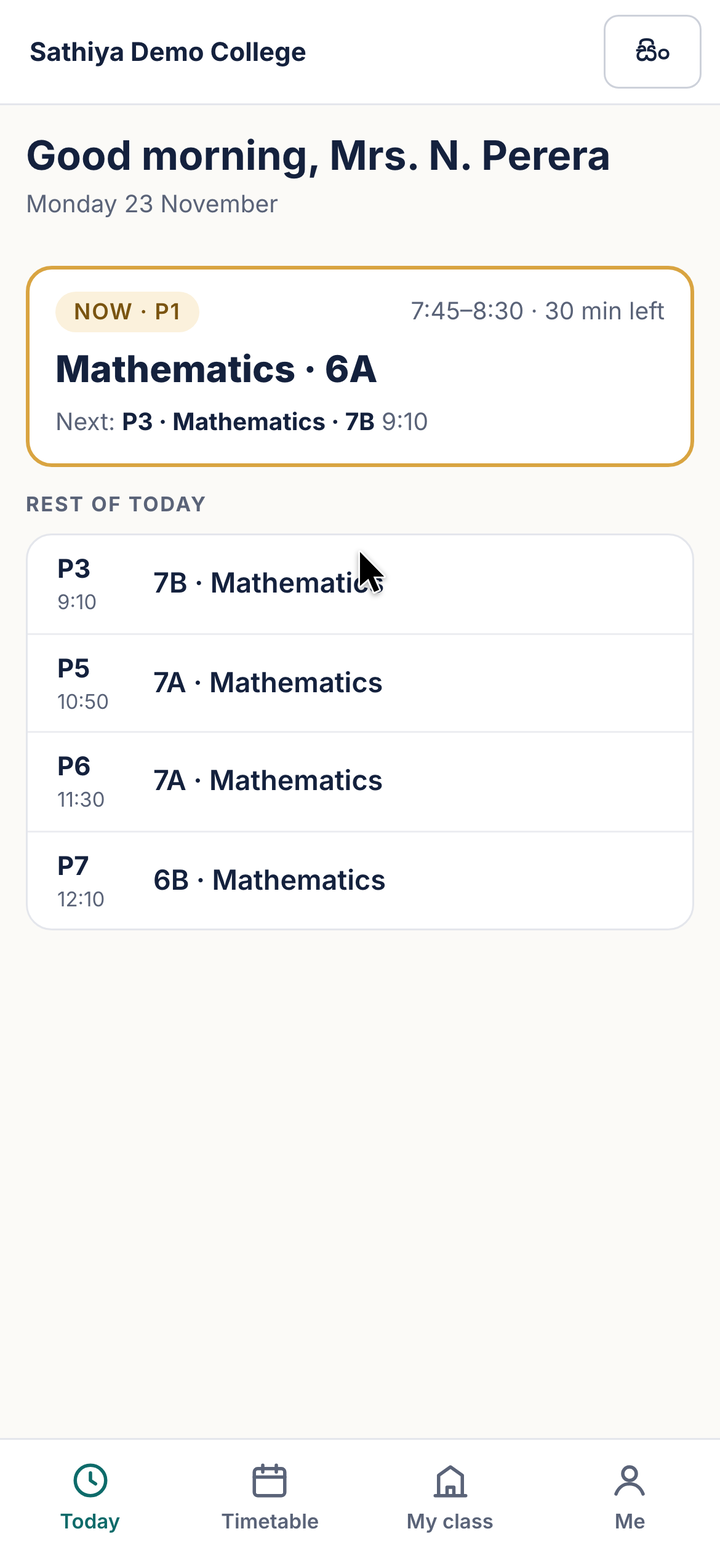 Sathiya Demo College
සිං
Good morning, Mrs. N. Perera
Monday 23 November
NOW · P1
7:45–8:30 · 30 min left
Mathematics · 6A
Next: P3 · Mathematics · 7B 9:10
REST OF TODAY
P3
9:10
7B · Mathematics
P5
10:50
7A · Mathematics
P6
11:30
7A · Mathematics
P7
12:10
6B · Mathematics
Today
Timetable
My class
Me